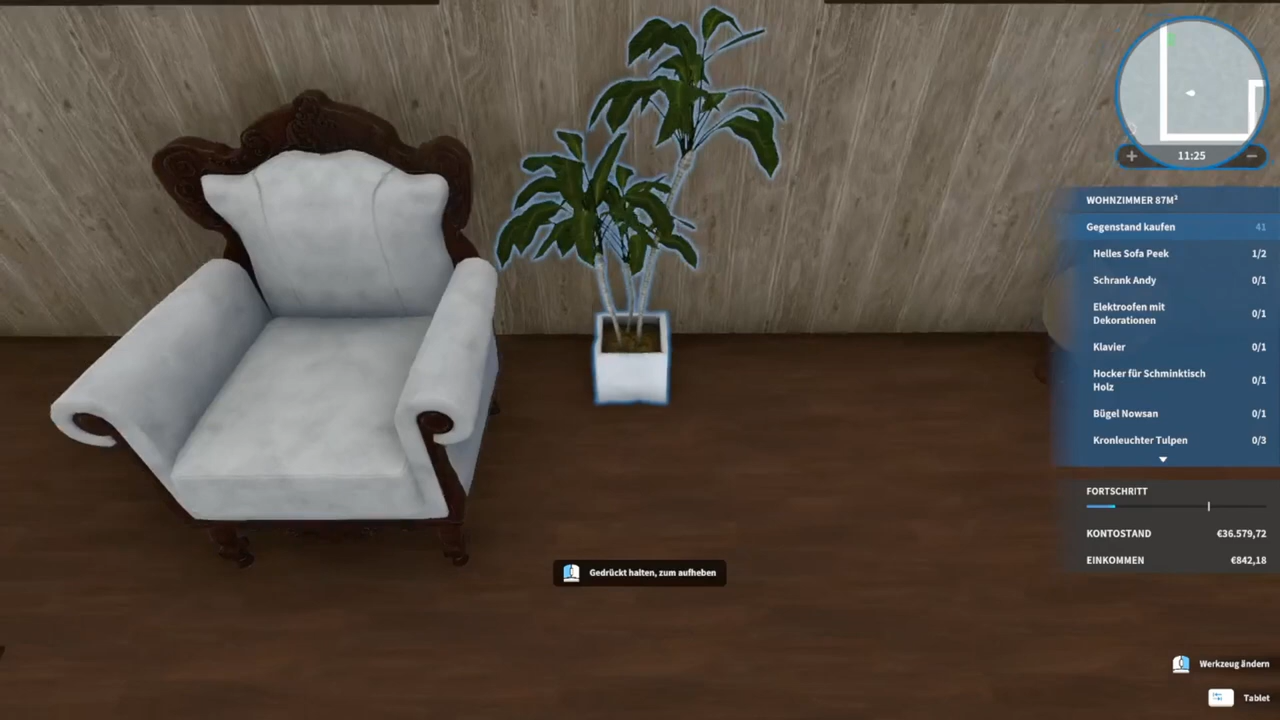 11:25
WOHNZIMMER 87M²
Gegenstand kaufen 41
Helles Sofa Peek 1/2
Schrank Andy 0/1
Elektroofen mit
Dekorationen 0/1
Klavier 0/1
Hocker für Schminktisch
Holz 0/1
Bügel Nowsan 0/1
Kronleuchter Tulpen 0/3
FORTSCHRITT
KONTOSTAND €36.579,72
EINKOMMEN €842,18
Gedrückt halten, zum aufheben
Werkzeug ändern
Tablet